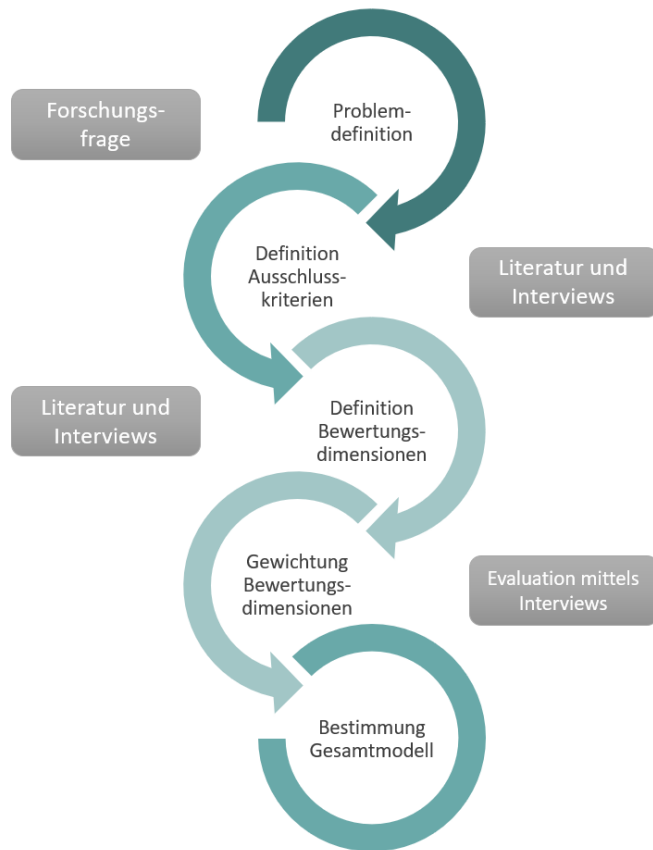 Forschungs-
frage
Problem-
definition
Definition
Ausschluss-
kriterien
Literatur und
Interviews
Literatur und
Interviews
Definition
Bewertungs-
dimensionen
Gewichtung
Bewertungs-
dimensionen
Evaluation mittels
Interviews
Bestimmung
Gesamtmodell